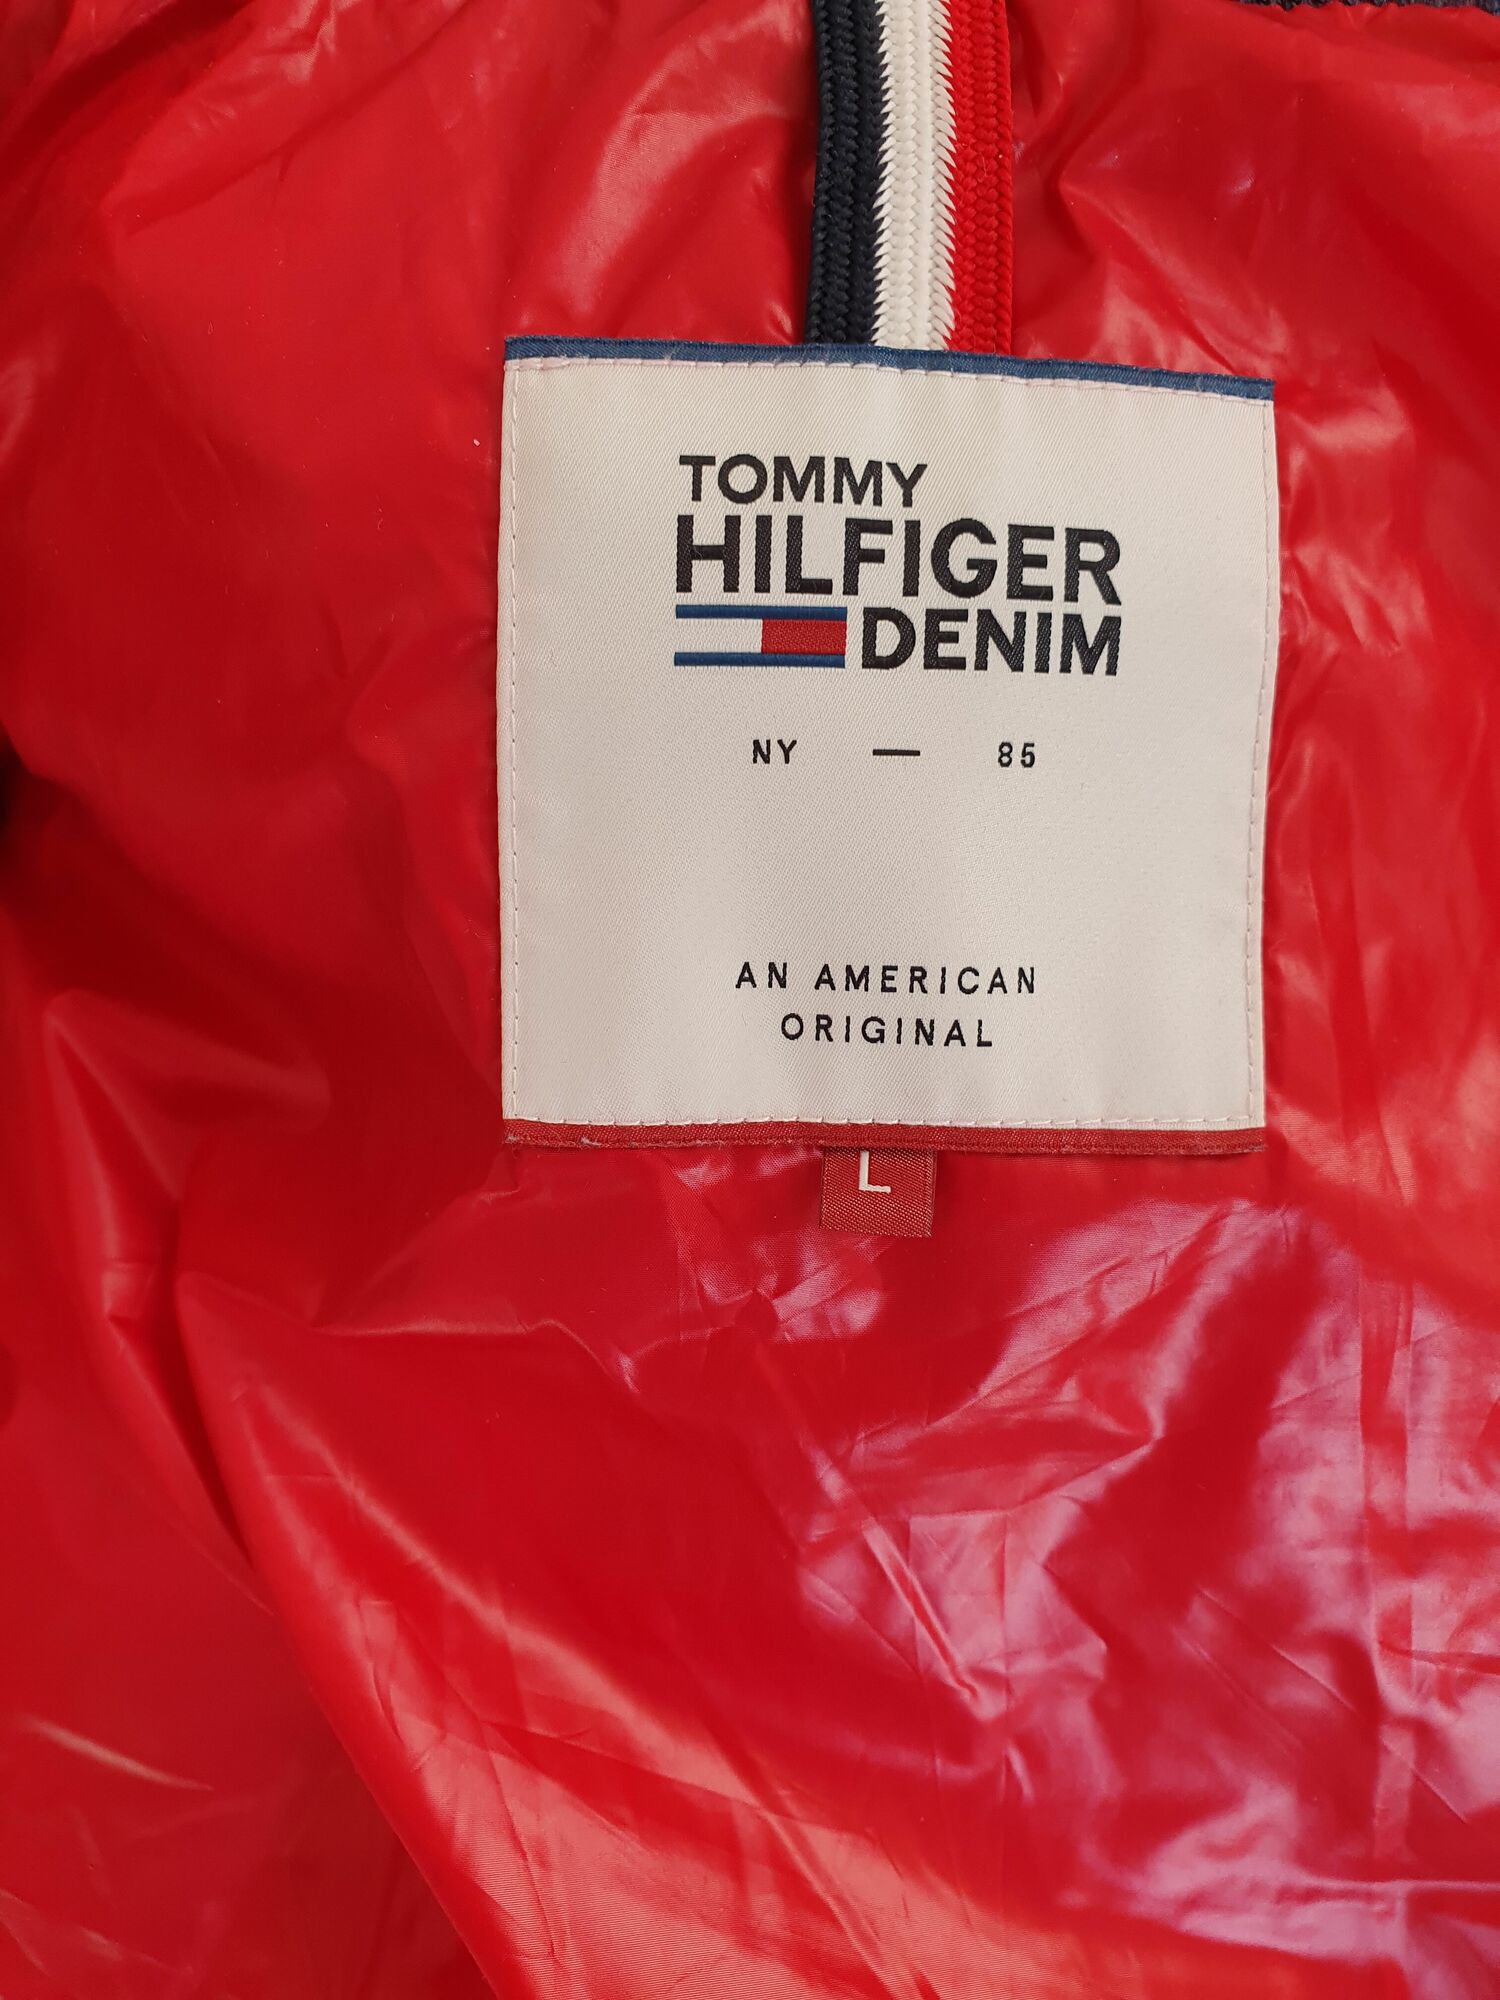 TOMMY
HILFIGER
DENIM
NY — 85
AN AMERICAN
ORIGINAL
L